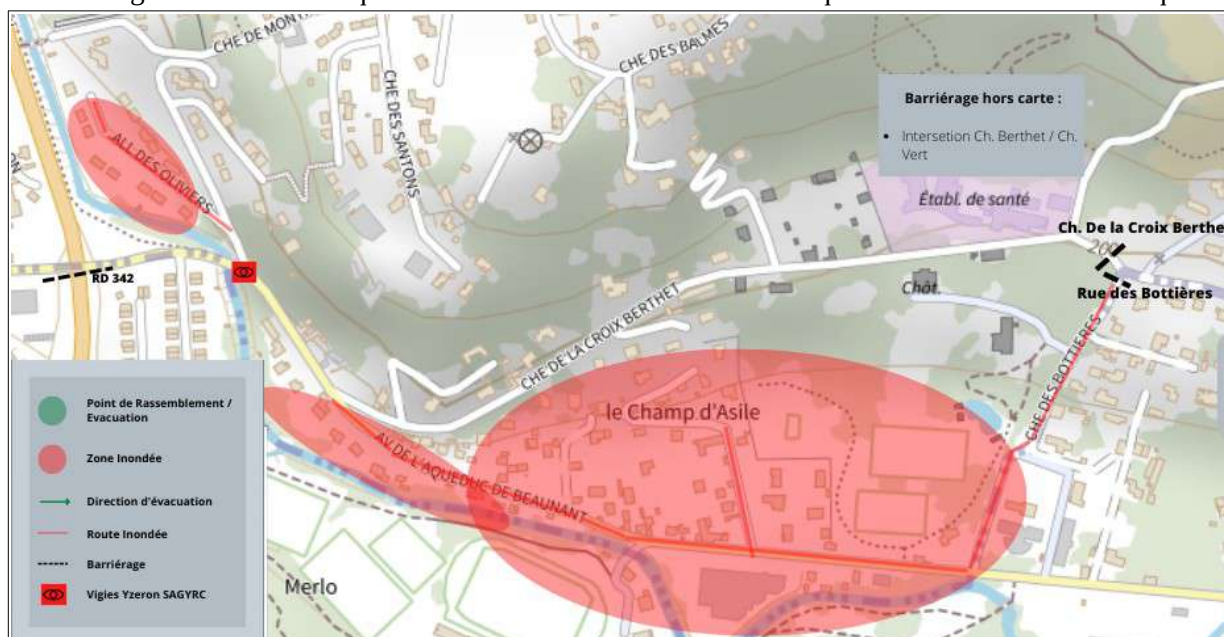 CHE DE MONT
CHE DES BALMES
CHE DES SANTONS
ALL DES OLIVIERS
ON
RD 342
Barriérage hors carte :
• Intersetion Ch. Berthet / Ch.
Vert
Établ. de santé
Ch. De la Croix Berthe
200
Rue des Bottières
Chât.
CHE DE LA CROIX BERTHET
CHE DES BOTTIERES
le Champ d'Asile
AV DE L'AQUEDUC DE BEAUNANT
Merlo
Point de Rassemblement /
Evacuation
Zone Inondée
Direction d'évacuation
Route Inondée
Barriérage
Vigies Yzeron SAGYRC